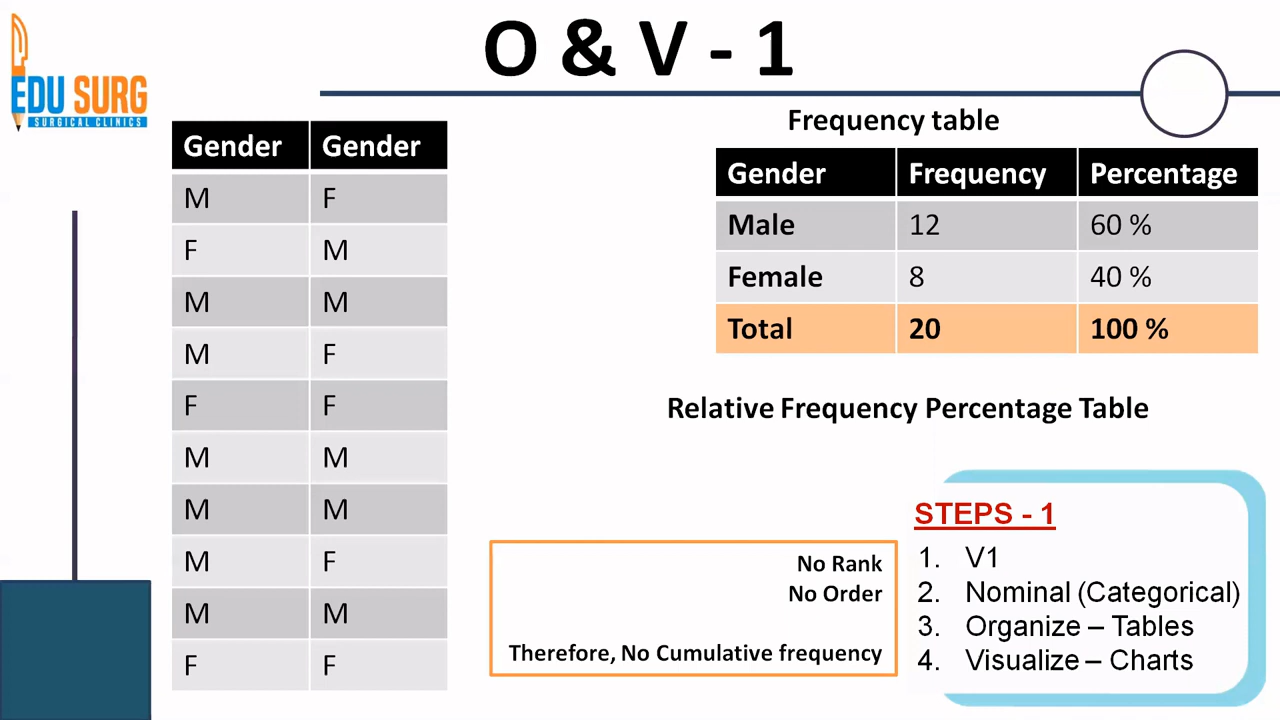 O & V - 1
EDU SURG
SURGICAL CLINICS
Gender Gender
M F
F M
M M
M F
F F
M M
M M
M F
M M
F F
Frequency table
Gender Frequency Percentage
Male 12 60 %
Female 8 40 %
Total 20 100 %
Relative Frequency Percentage Table
No Rank
No Order
Therefore, No Cumulative frequency
STEPS - 1
1. V1
2. Nominal (Categorical)
3. Organize – Tables
4. Visualize – Charts